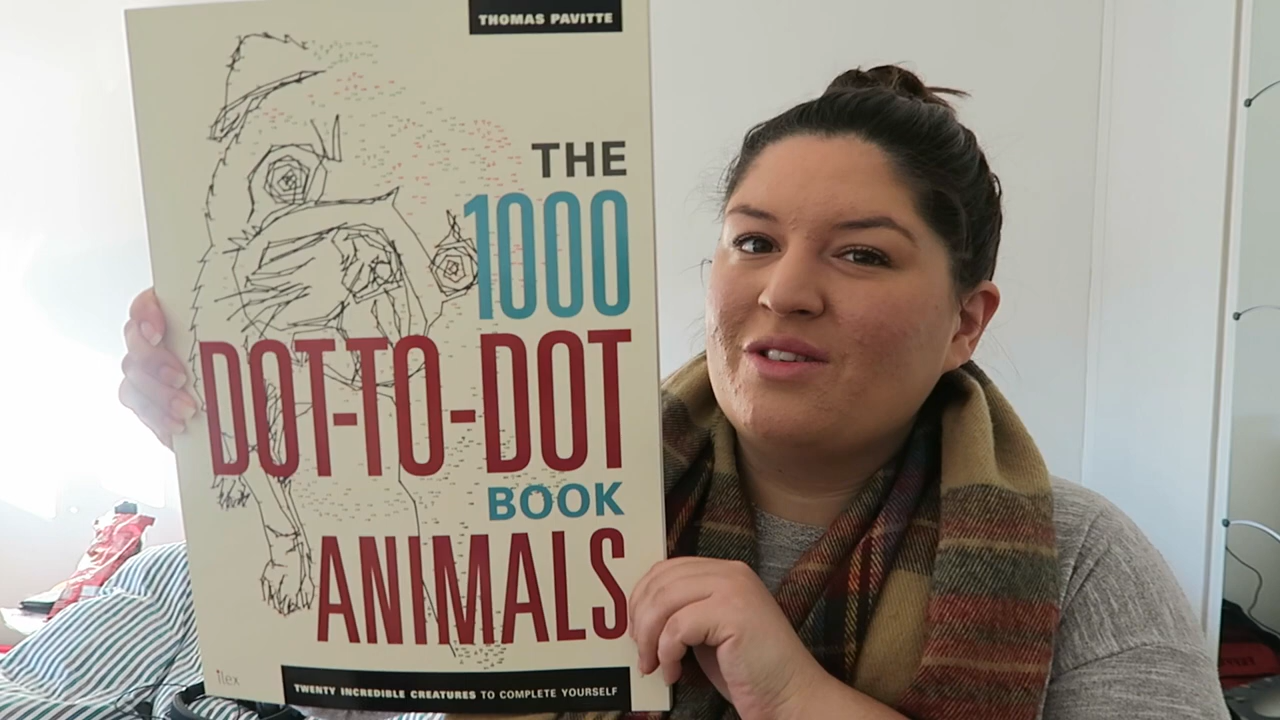 THOMAS PAVITTE
THE
1000
DOT-TO-DOT
BOOK
ANIMALS
ilex
TWENTY INCREDIBLE CREATURES TO COMPLETE YOURSELF